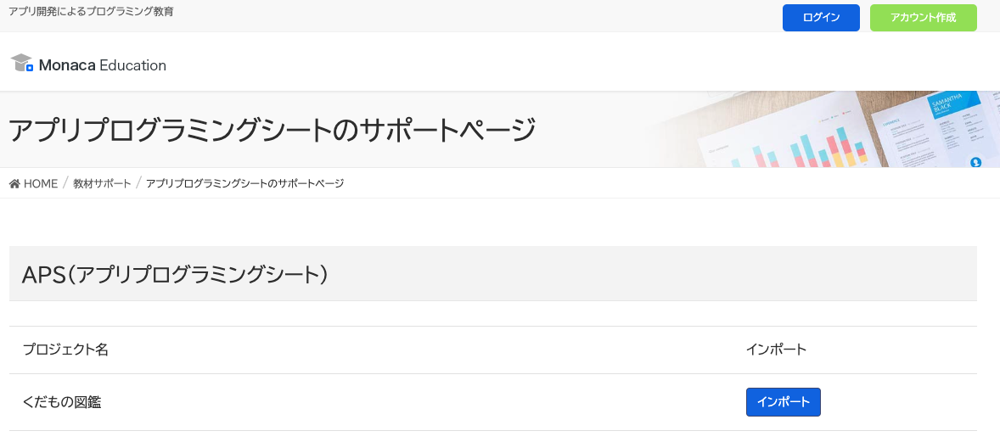 アプリ開発によるプログラミング教育
ログイン
アカウント作成
Monaca Education
アプリプログラミングシートのサポートページ
SAMANTHA
BLACK
HOME / 教材サポート / アプリプログラミングシートのサポートページ
APS(アプリプログラミングシート)
プロジェクト名
インポート
くだもの図鑑
インポート